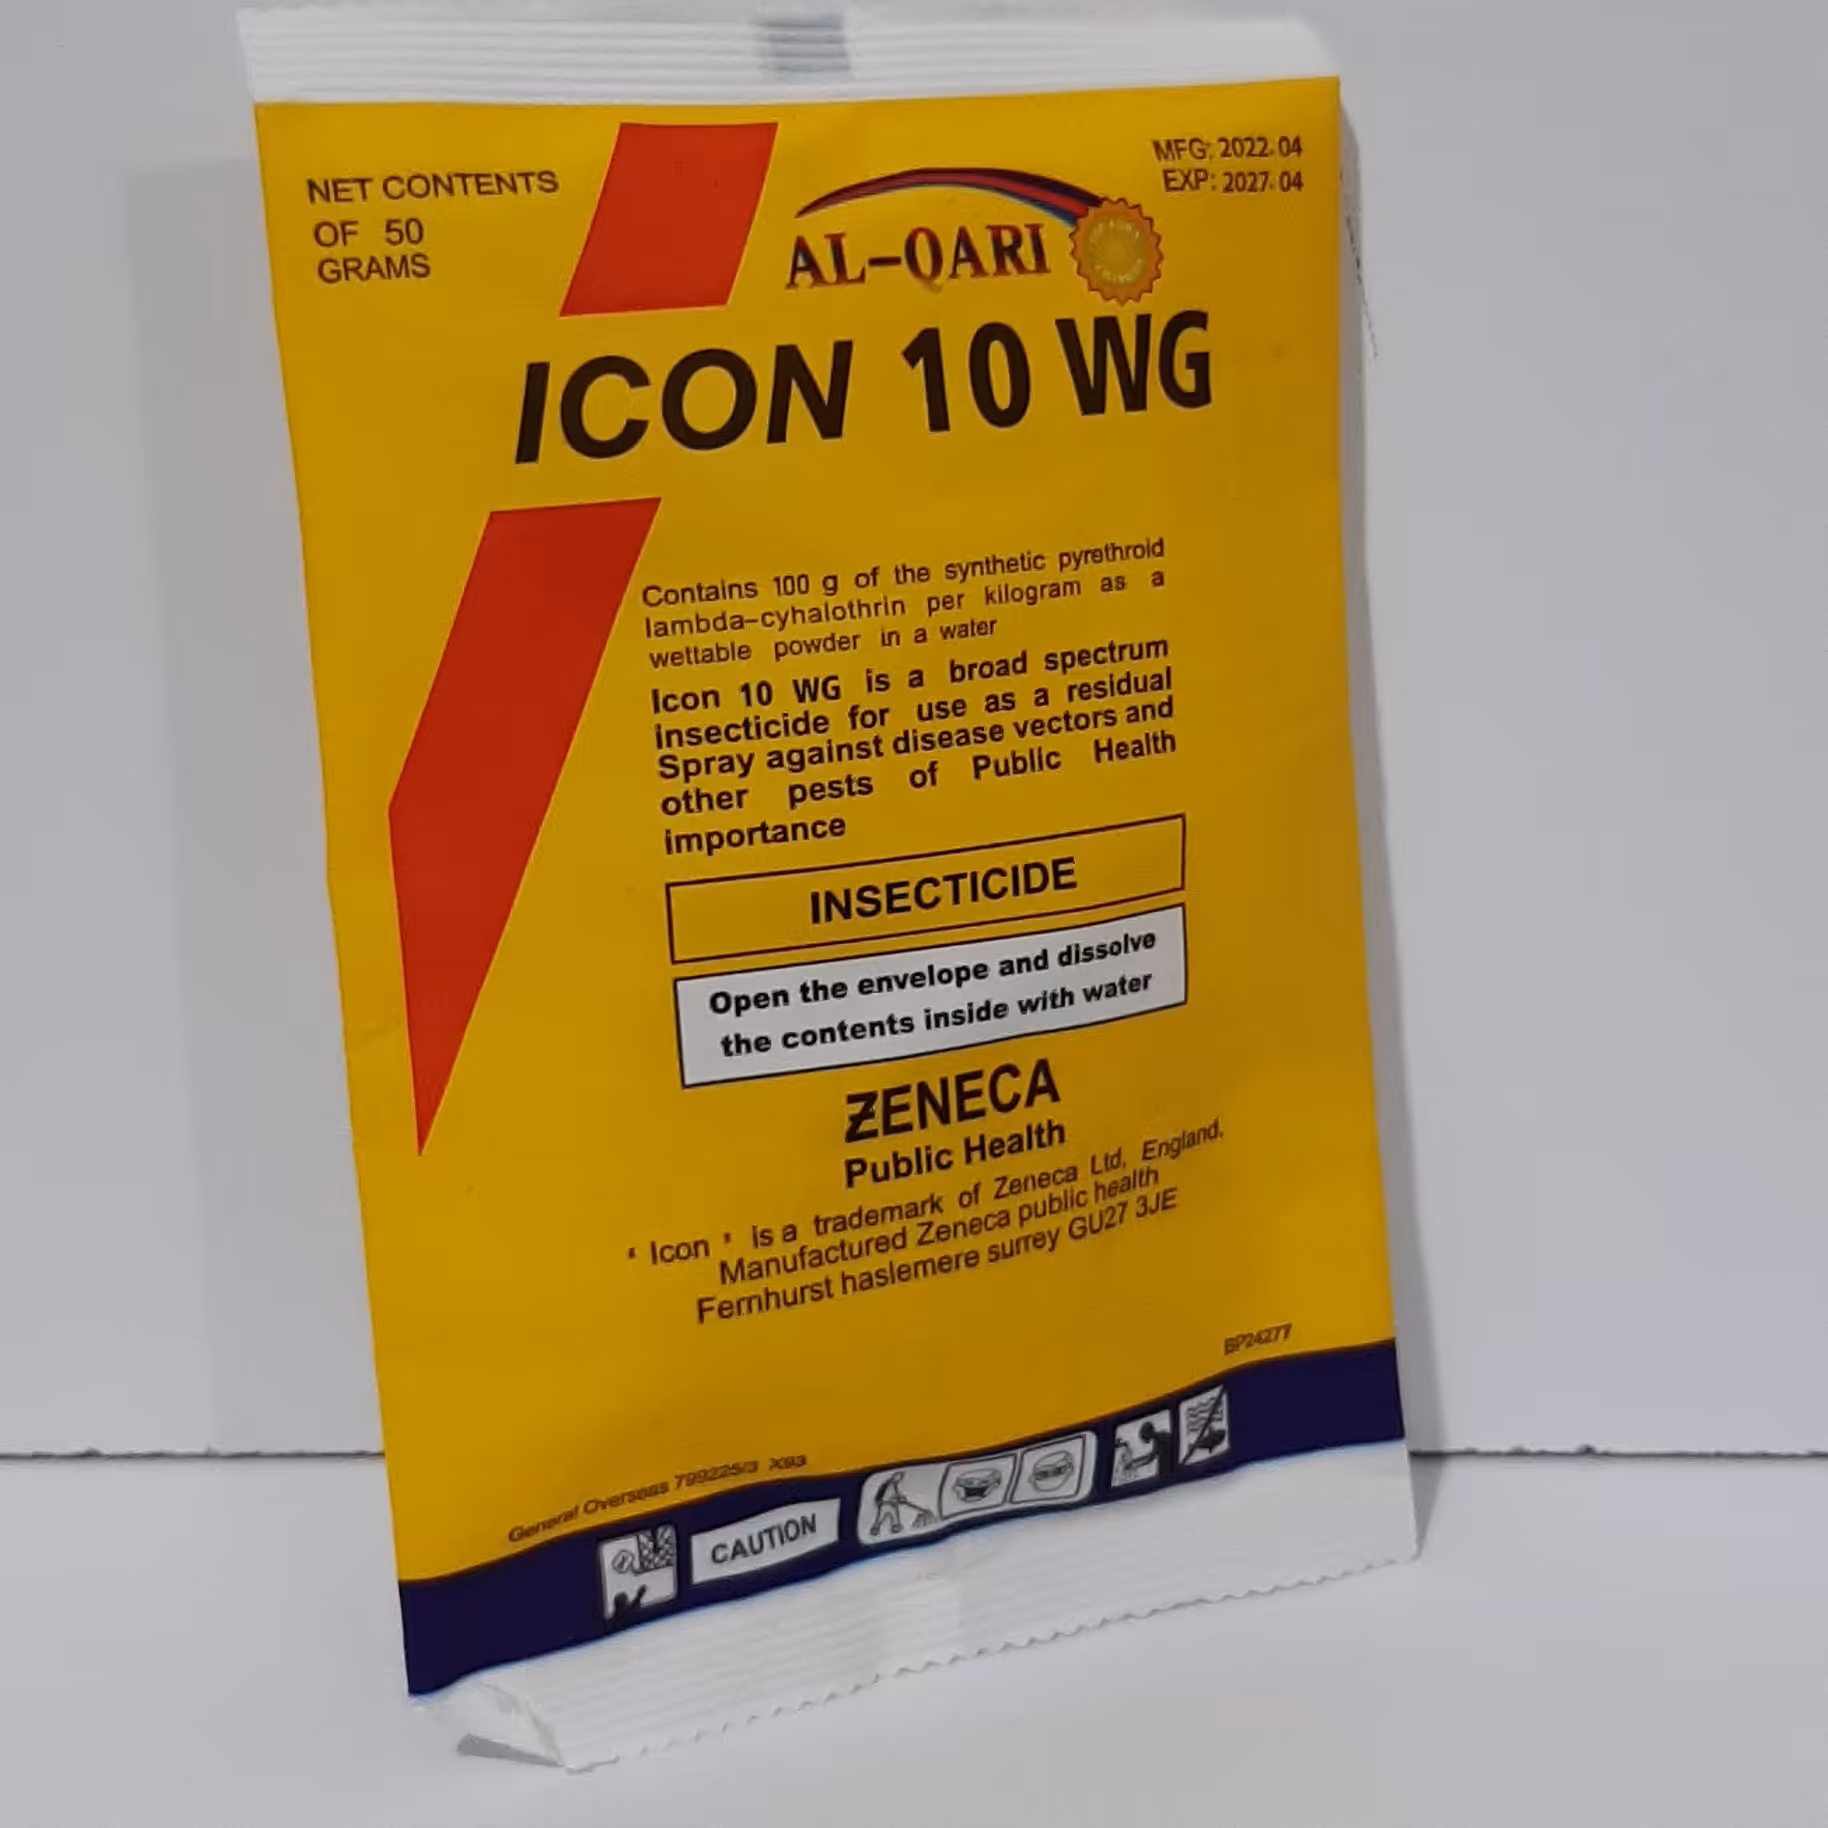 NET CONTENTS
OF 50
GRAMS
MFG: 2022.04
EXP: 2027.04
AL-QARI
ICON 10 WG
Contains 100 g of the synthetic pyrethroid
lambda-cyhalothrin per kilogram as a
wettable powder in a water
Icon 10 WG is a broad spectrum
insecticide for use as a residual
Spray against disease vectors and
other pests of Public Health
importance
INSECTICIDE
Open the envelope and dissolve
the contents inside with water
ZENECA
Public Health
‘ Icon ’ is a trademark of Zeneca Ltd, England,
Manufactured Zeneca public health
Fernhurst haslemere surrey GU27 3JE
BP24277
General Overseas 799225/3 X93
CAUTION